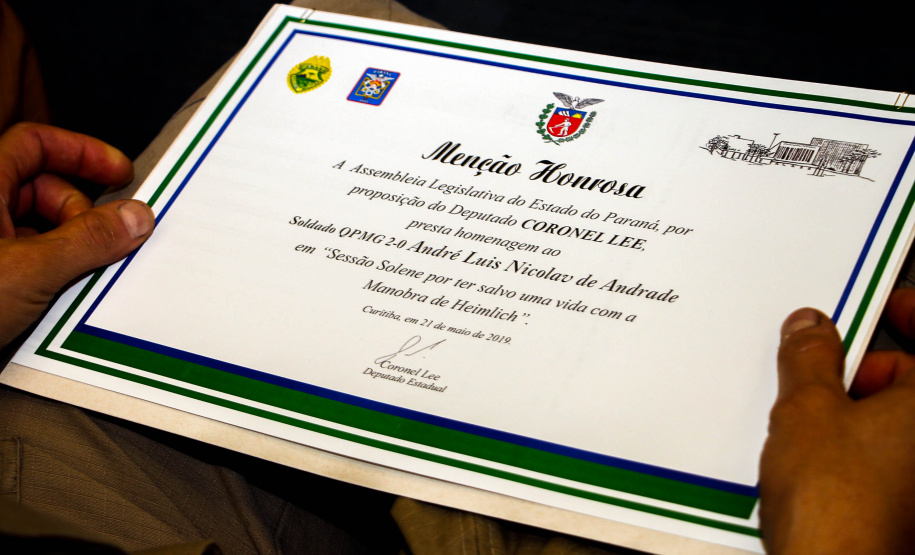 Menção Honrosa
A Assembleia Legislativa do Estado do Paraná, por
proposição do Deputado CORONEL LEE,
presta homenagem ao
Soldado QPMG 2-0 André Luis Nicolav de Andrade
em “Sessão Solene por ter salvo uma vida com a
Manobra de Heimlich”.
Curitiba, em 21 de maio de 2019.
Coronel Lee
Deputado Estadual